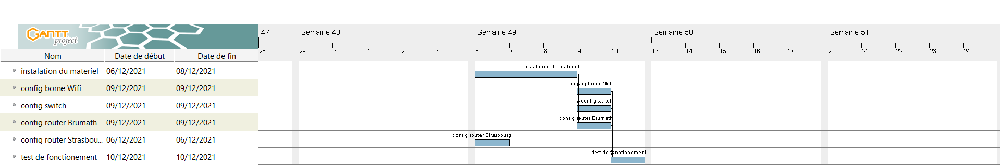 GANTT
project
47 Semaine 48 Semaine 49 Semaine 50 Semaine 51
26 29 30 1 2 3 6 7 8 9 10 13 14 15 16 17 20 21 22 23 24
Nom Date de début Date de fin
instalation du materiel 06/12/2021 08/12/2021
instalation du materiel
config borne Wifi 09/12/2021 09/12/2021
config borne Wifi
config switch 09/12/2021 09/12/2021
config switch
config router Brumath 09/12/2021 09/12/2021
config router Brumath
config router Strasbou... 06/12/2021 06/12/2021
config router Strasbourg
test de fonctionement 10/12/2021 10/12/2021
test de fonctionement